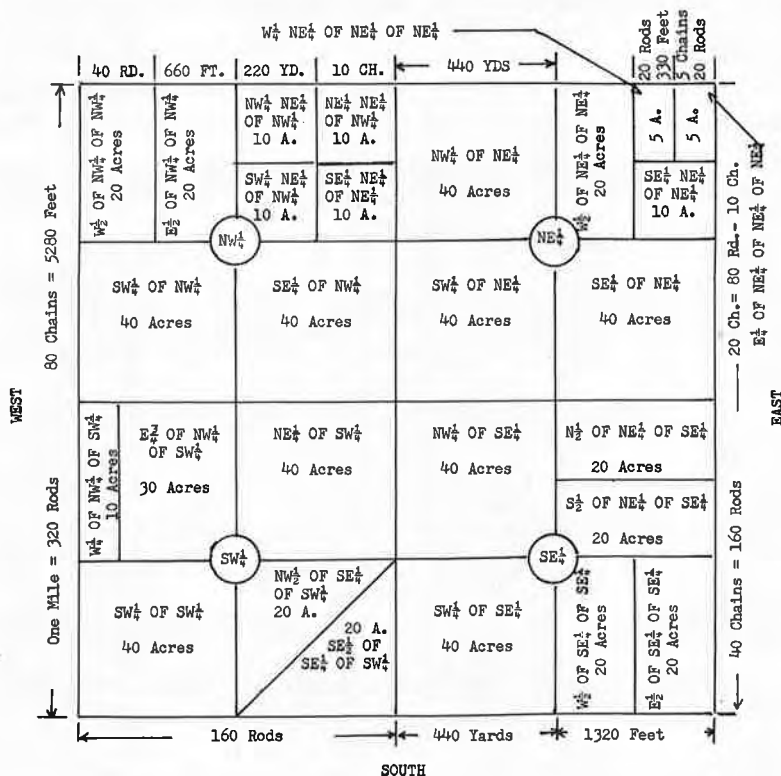 W¼ NE¼ OF NE¼ OF NE¼
20 Rods
330 Feet
5 Chains
20 Rods
40 RD.
660 FT.
220 YD.
10 CH.
440 YDS
W½ OF NW¼ OF NW¼
20 Acres
E½ OF NW¼ OF NW¼
20 Acres
NW¼ NE¼
OF NW¼
10 A.
NE¼ NE¼
OF NW¼
10 A.
SW¼ NE¼
OF NW¼
10 A.
SE¼ NE¼
OF NE¼
10 A.
NW¼ OF NE¼
40 Acres
W½ OF NE¼ OF NE¼
20 Acres
5 A.
5 A.
SE¼ NE¼
OF NE¼
10 A.
E¼ OF NE¼ OF NE¼ OF NE¼
NW¼
NE¼
80 Chains = 5280 Feet
20 Ch.= 80 Rd.- 10 Ch.
SW¼ OF NW¼
40 Acres
SE¼ OF NW¼
40 Acres
SW¼ OF NE¼
40 Acres
SE¼ OF NE¼
40 Acres
WEST
EAST
W¼ OF NW¼ OF SW¼
10 Acres
E¾ OF NW¼
OF SW¼
30 Acres
NE¼ OF SW¼
40 Acres
NW¼ OF SE¼
40 Acres
N½ OF NE¼ OF SE¼
20 Acres
S½ OF NE¼ OF SE¼
20 Acres
One Mile = 320 Rods
40 Chains = 160 Rods
SW¼
SE¼
SW¼ OF SW¼
40 Acres
NW½ OF SE¼
OF SW¼
20 A.
20 A.
SE½ OF
SE¼ OF SW¼
SW¼ OF SE¼
40 Acres
W½ OF SE¼ OF SE¼
20 Acres
E½ OF SE¼ OF SE¼
20 Acres
160 Rods
440 Yards
1320 Feet
SOUTH